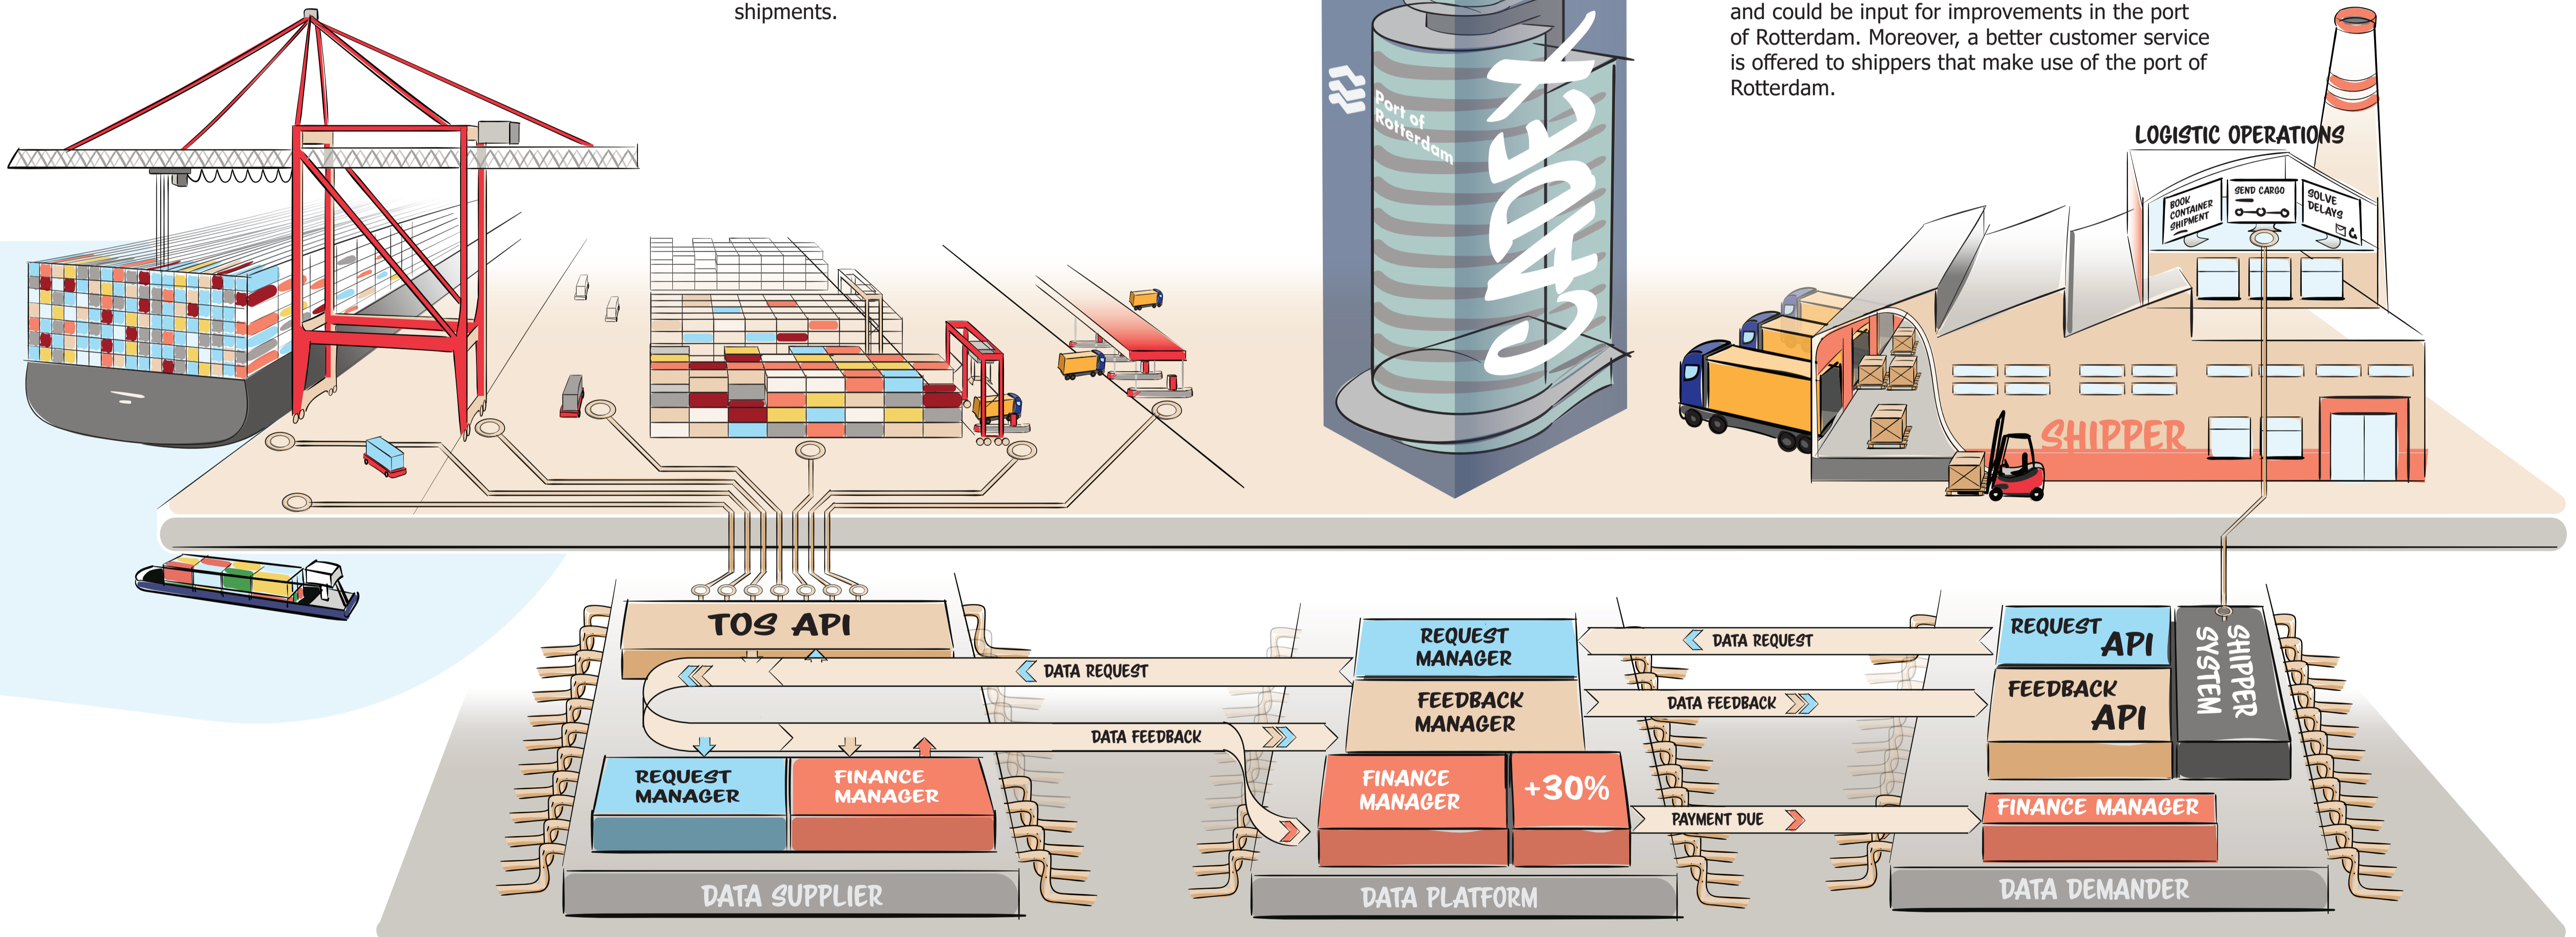 shipments.
and could be input for improvements in the port
of Rotterdam. Moreover, a better customer service
is offered to shippers that make use of the port of
Rotterdam.
Port of
Rotterdam
CADEX
LOGISTIC OPERATIONS
BOOK
CONTAINER
SHIPMENT
SEND CARGO
SOLVE
DELAYS
SHIPPER
TOS API
DATA REQUEST
DATA FEEDBACK
REQUEST
MANAGER
FINANCE
MANAGER
DATA SUPPLIER
REQUEST
MANAGER
FEEDBACK
MANAGER
FINANCE
MANAGER
+30%
DATA PLATFORM
DATA REQUEST
DATA FEEDBACK
PAYMENT DUE
REQUEST
API
FEEDBACK
API
SHIPPER
SYSTEM
FINANCE MANAGER
DATA DEMANDER